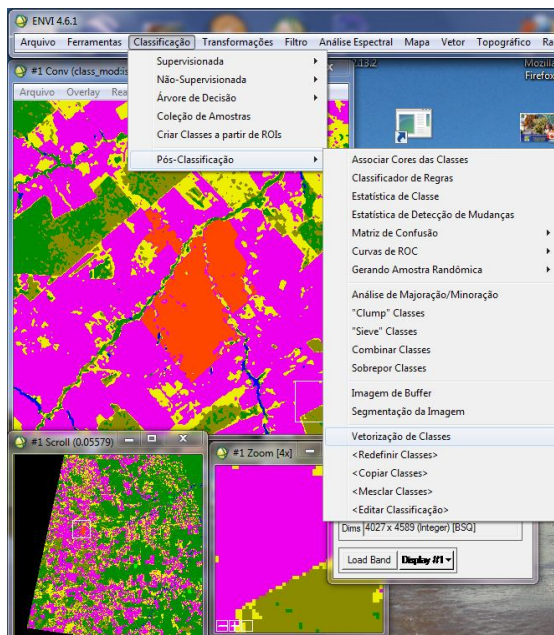 ENVI 4.6.1
Arquivo Ferramentas Classificação Transformações Filtro Análise Espectral Mapa Vetor Topográfico
#1 Conv (class_mod:is
Arquivo Overlay
Supervisionada
Não-Supervisionada
Árvore de Decisão
Coleção de Amostras
Criar Classes a partir de ROIs
Pós-Classificação
.13.2
Mozilla
Firefox
Associar Cores das Classes
Classificador de Regras
Estatística de Classe
Estatística de Detecção de Mudanças
Matriz de Confusão
Curvas de ROC
Gerando Amostra Randômica
Análise de Majoração/Minoração
"Clump" Classes
"Sieve" Classes
Combinar Classes
Sobrepor Classes
Imagem de Buffer
Segmentação da Imagem
Vetorização de Classes
<Redefinir Classes>
<Copiar Classes>
<Mesclar Classes>
<Editar Classificação>
#1 Scroll (0.05579)
#1 Zoom [4x]
Dims 4027 x 4589 (Integer) [BSQ]
Load Band Display #1